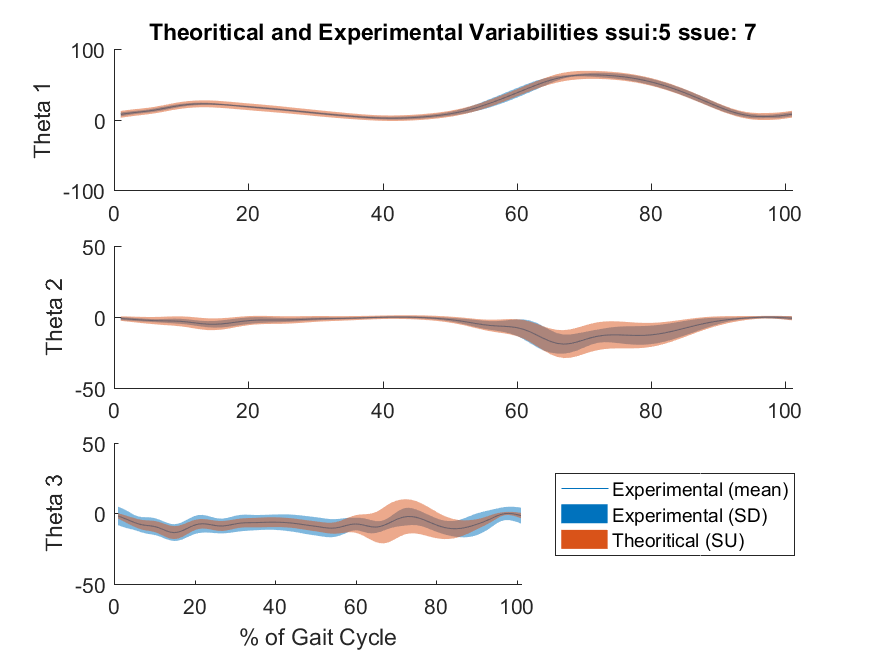 Theoritical and Experimental Variabilities ssui:5 ssue: 7
100
0
-100
Theta 1
0 20 40 60 80 100
50
0
-50
Theta 2
0 20 40 60 80 100
50
0
-50
Theta 3
0 20 40 60 80 100
% of Gait Cycle
Experimental (mean)
Experimental (SD)
Theoritical (SU)